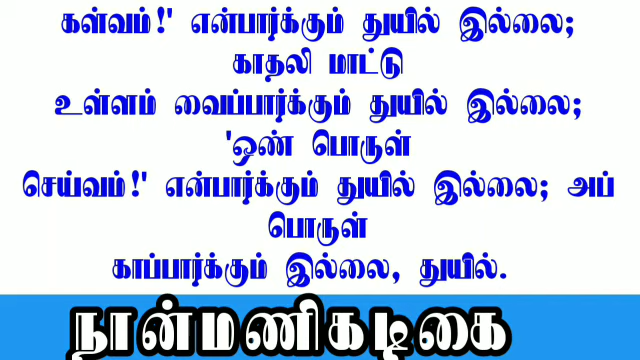 கள்வம்!' என்பார்க்கும் துயில் இல்லை;
காதலி மாட்டு
உள்ளம் வைப்பார்க்கும் துயில் இல்லை;
'ஒண் பொருள்
செய்வம்!' என்பார்க்கும் துயில் இல்லை; அப்
பொருள்
காப்பார்க்கும் இல்லை, துயில்.
நான்மணிகடிகை